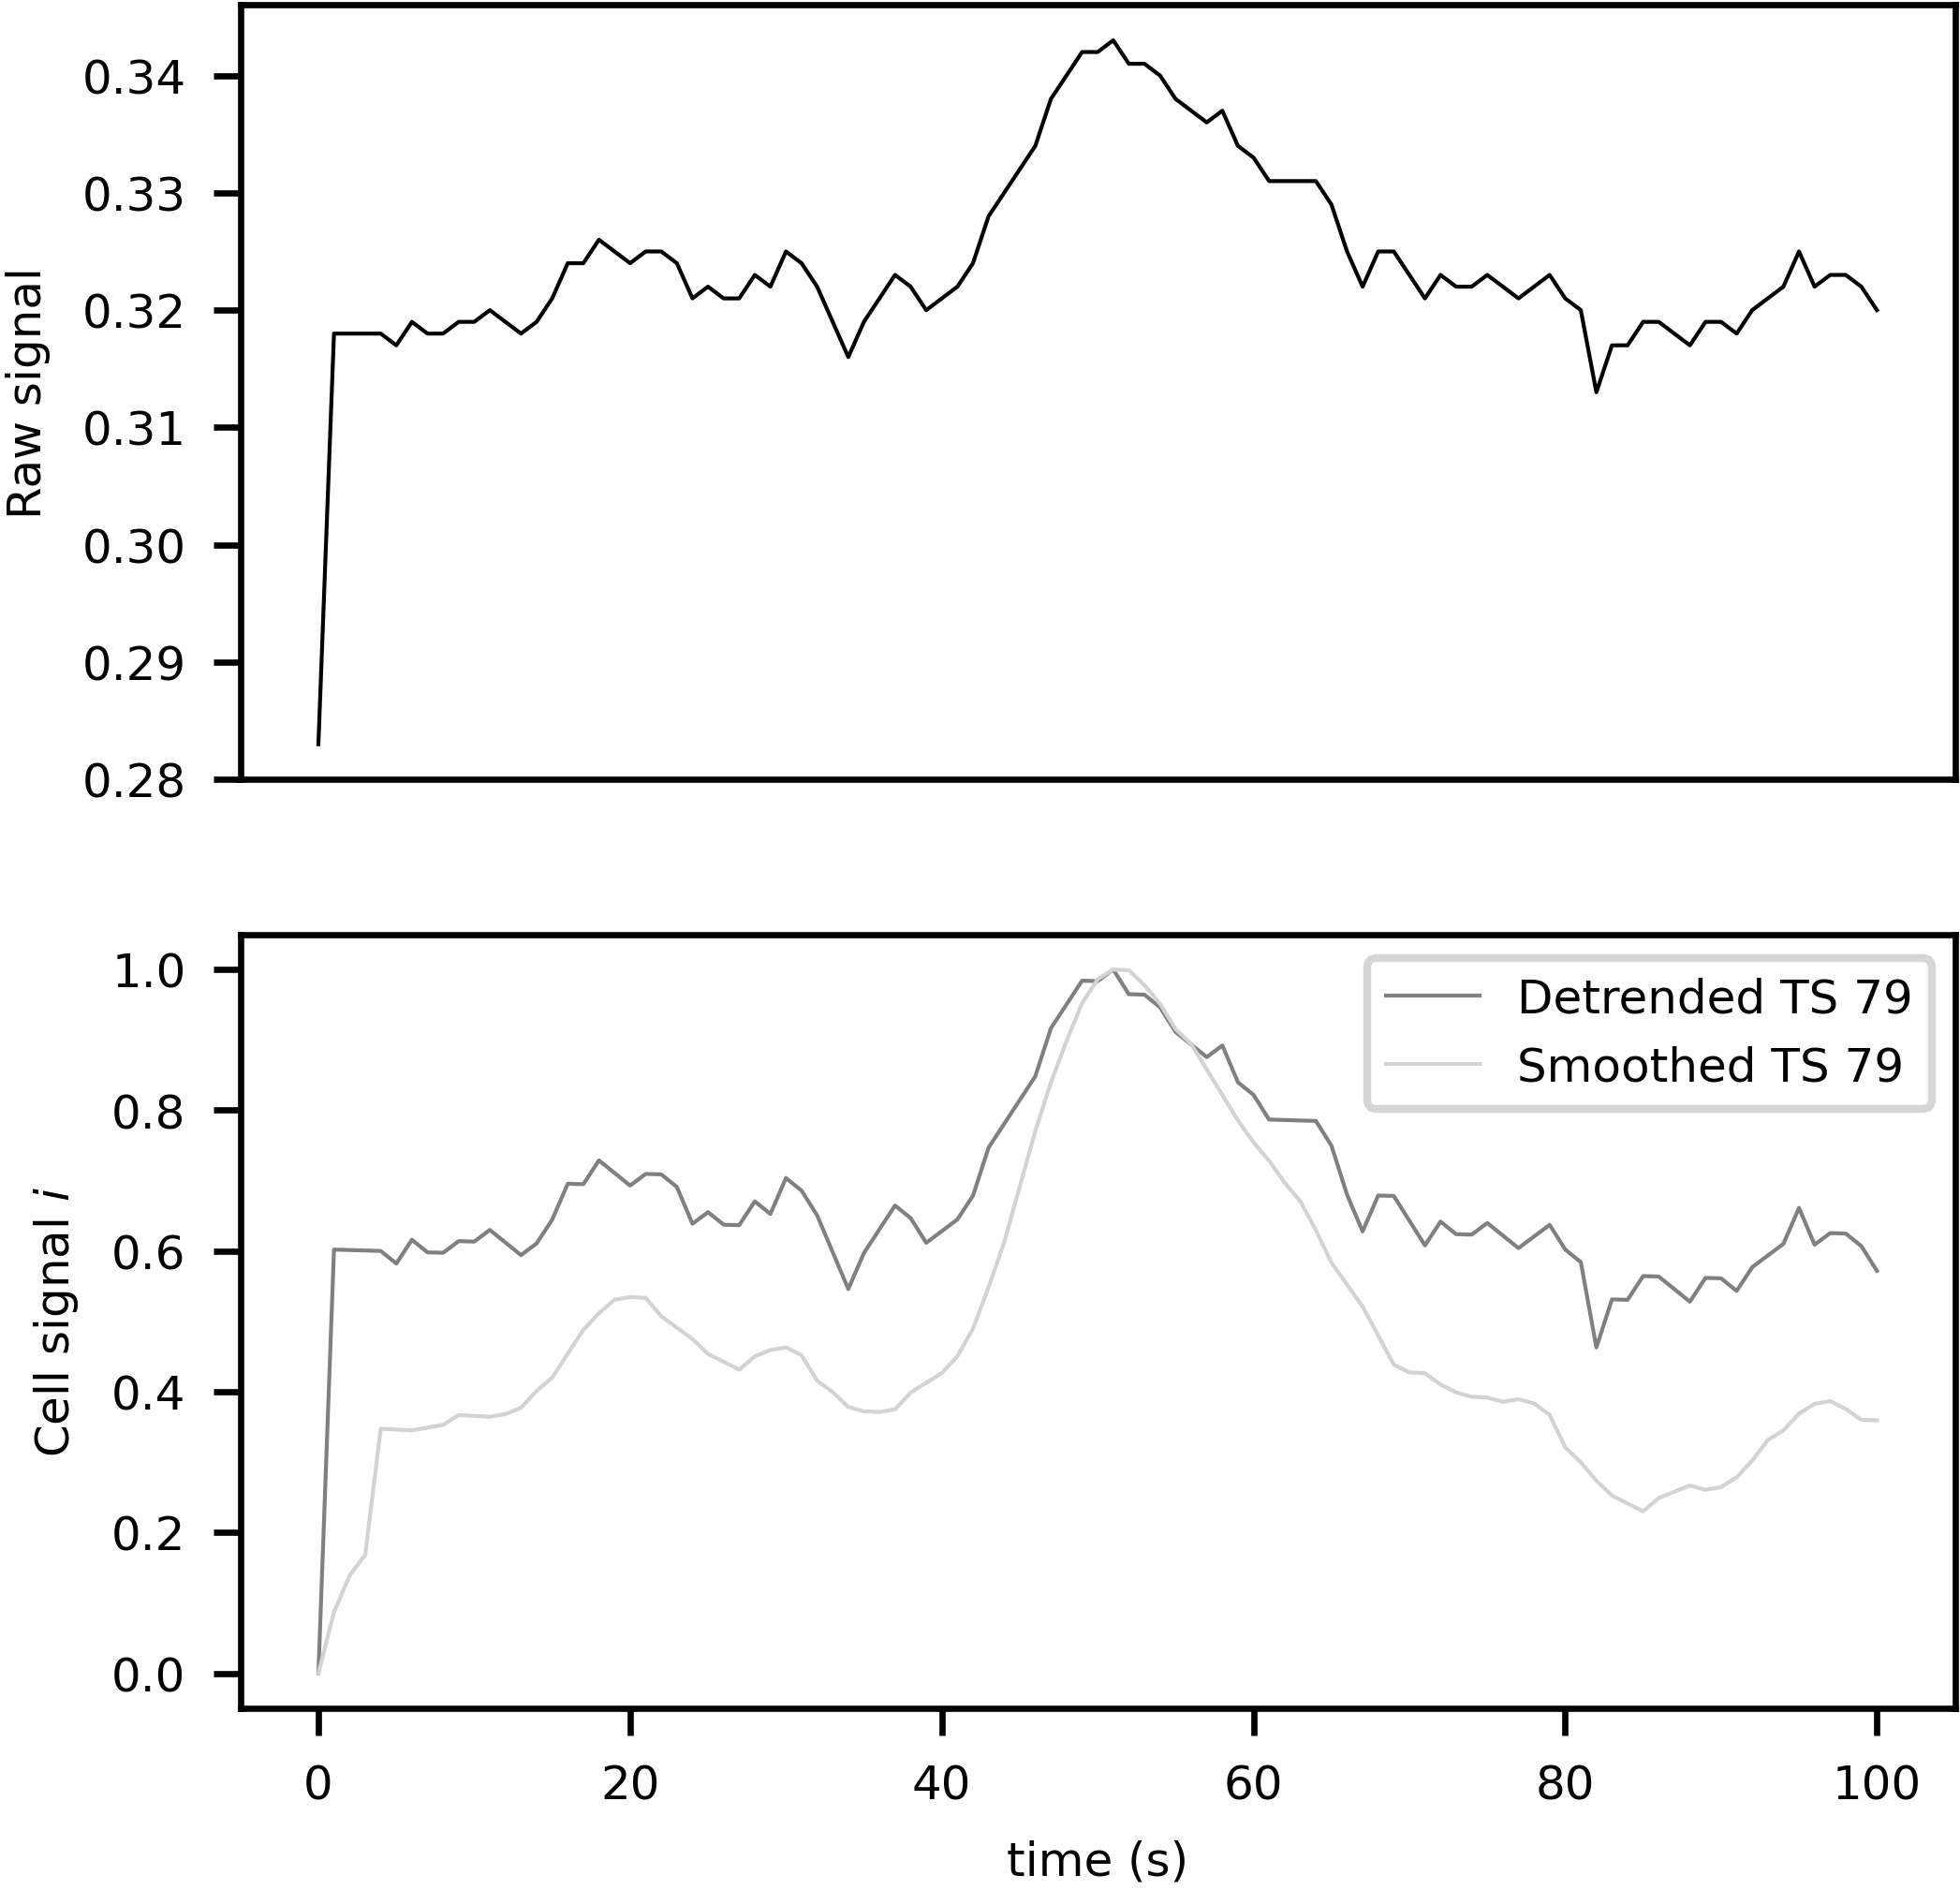 Raw signal
0.34
0.33
0.32
0.31
0.30
0.29
0.28
Cell signal i
1.0
0.8
0.6
0.4
0.2
0.0
Detrended TS 79
Smoothed TS 79
0 20 40 60 80 100
time (s)